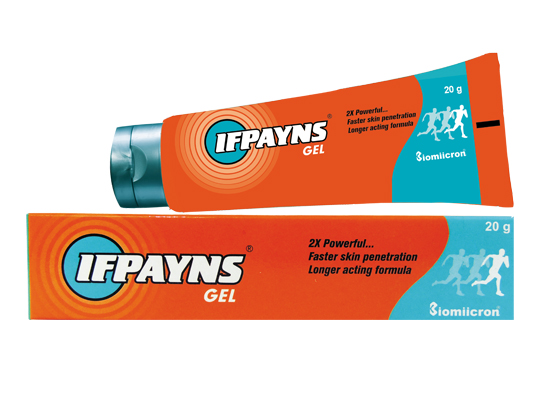 20 g
2X Powerful...
Faster skin penetration
Longer acting formula
IFPAYNS®
GEL
Biomiicron
20 g
2X Powerful...
Faster skin penetration
Longer acting formula
IFPAYNS®
GEL
Biomiicron®